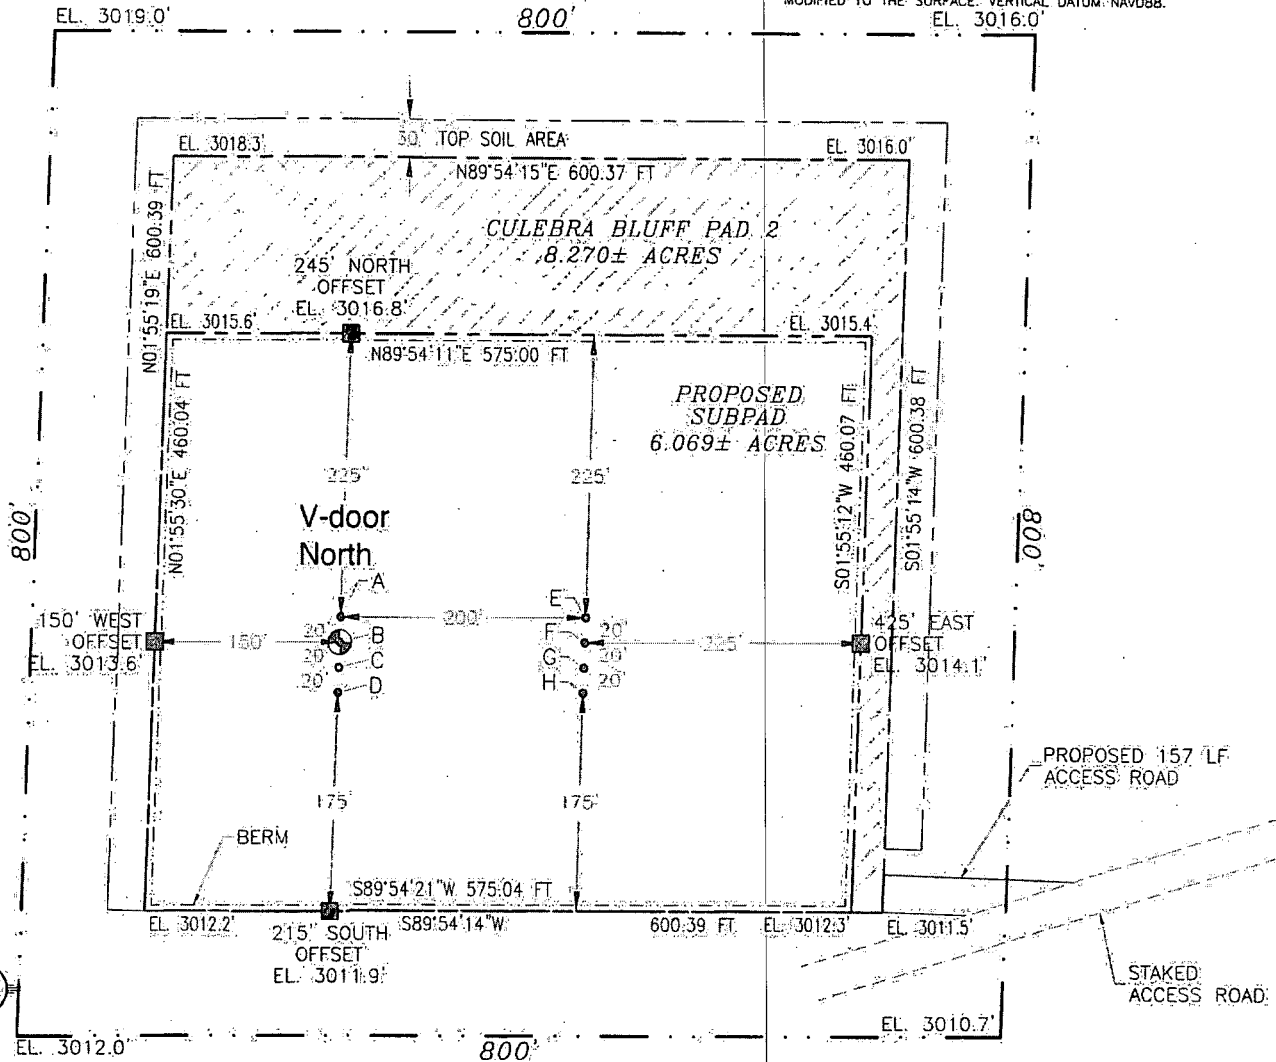 MODIFIED TO THE SURFACE. VERTICAL DATUM: NAVD88.
EL. 3019.0'
800'
EL. 3016.0'
EL. 3018.3'
30' TOP SOIL AREA
EL. 3016.0'
N89°54'15"E 600.37 FT
CULEBRA BLUFF PAD 2
8.270± ACRES
N01°55'19"E 600.39 FT
245' NORTH
OFFSET
EL. 3016.8'
EL. 3015.6'
EL. 3015.4'
N89°54'11"E 575.00 FT
PROPOSED
SUBPAD
6.069± ACRES
N01°55'30"E 460.04 FT
S01°55'12"W 460.07 FT
S01°55'14"W 600.38 FT
225'
225'
V-door
North
800'
800'
A
E
200'
150' WEST
OFFSET
EL. 3013.6'
150'
20'
B
20'
C
20'
D
F
20'
G
20'
H
20'
225'
425' EAST
OFFSET
EL. 3014.1'
PROPOSED 157 LF
ACCESS ROAD
175'
175'
BERM
S89°54'21"W 575.04 FT
EL. 3012.2'
S89°54'14"W
600.39 FT
EL. 3012.3'
EL. 3011.5'
215' SOUTH
OFFSET
EL. 3011.9'
STAKED
ACCESS ROAD
EL. 3012.0'
800'
EL. 3010.7'